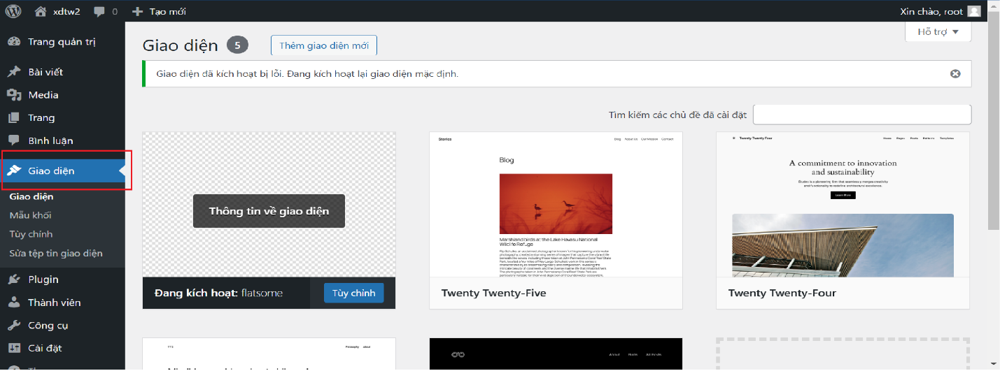 xdtw2 0 Tạo mới Xin chào, root
Trang quản trị
Bài viết
Media
Trang
Bình luận
Giao diện
Giao diện
Mẫu khối
Tùy chỉnh
Sửa tệp tin giao diện
Plugin
Thành viên
Công cụ
Cài đặt
Hỗ trợ
Giao diện 5 Thêm giao diện mới
Giao diện đã kích hoạt bị lỗi. Đang kích hoạt lại giao diện mặc định.
Tìm kiếm các chủ đề đã cài đặt
Thông tin về giao diện
Đang kích hoạt: flatsome Tùy chỉnh
Stories Blog About Us Our Mission Contact
Blog
Marshland birds at the Lake Havasu National
Wildlife Refuge
Twenty Twenty-Five
Twenty Twenty Four Home Pages Posts Patterns Templates
A commitment to innovation
and sustainability
Études is a pioneering firm that seamlessly merges creativity
and functionality to redefine architectural excellence.
Learn More
Twenty Twenty-Four
TT3 Philosophy about
About Books All Posts